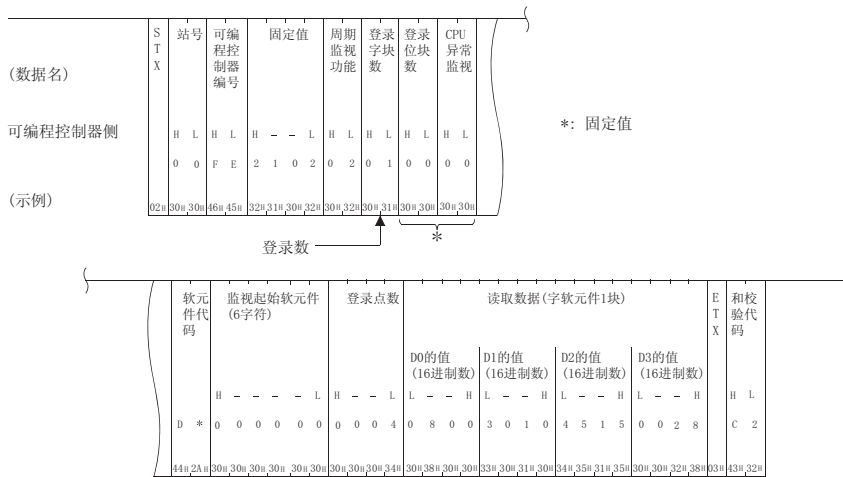 STX 站号 可编程控制器编号 固定值 周期监视功能 登录字块数 登录位块数 CPU异常监视
(数据名)
可编程控制器侧
H L H L H - - L H L H L H L H L
0 0 F E 2 1 0 2 0 2 0 1 0 0 0 0
(示例)
02H 30H 30H 46H 45H 32H 31H 30H 32H 30H 32H 30H 31H 30H 30H 30H 30H
*: 固定值
登录数
*
软元件代码 监视起始软元件(6字符) 登录点数 读取数据(字软元件1块) ETX 和校验代码
D0的值(16进制数) D1的值(16进制数) D2的值(16进制数) D3的值(16进制数)
H - - - - L H - - L L - - H L - - H L - - H L - - H H L
D * 0 0 0 0 0 0 0 0 0 4 0 8 0 0 3 0 1 0 4 5 1 5 0 0 2 8 C 2
44H 2AH 30H 30H 30H 30H 30H 30H 30H 30H 30H 34H 30H 38H 30H 30H 33H 30H 31H 30H 34H 35H 31H 35H 30H 30H 32H 38H 03H 43H 32H